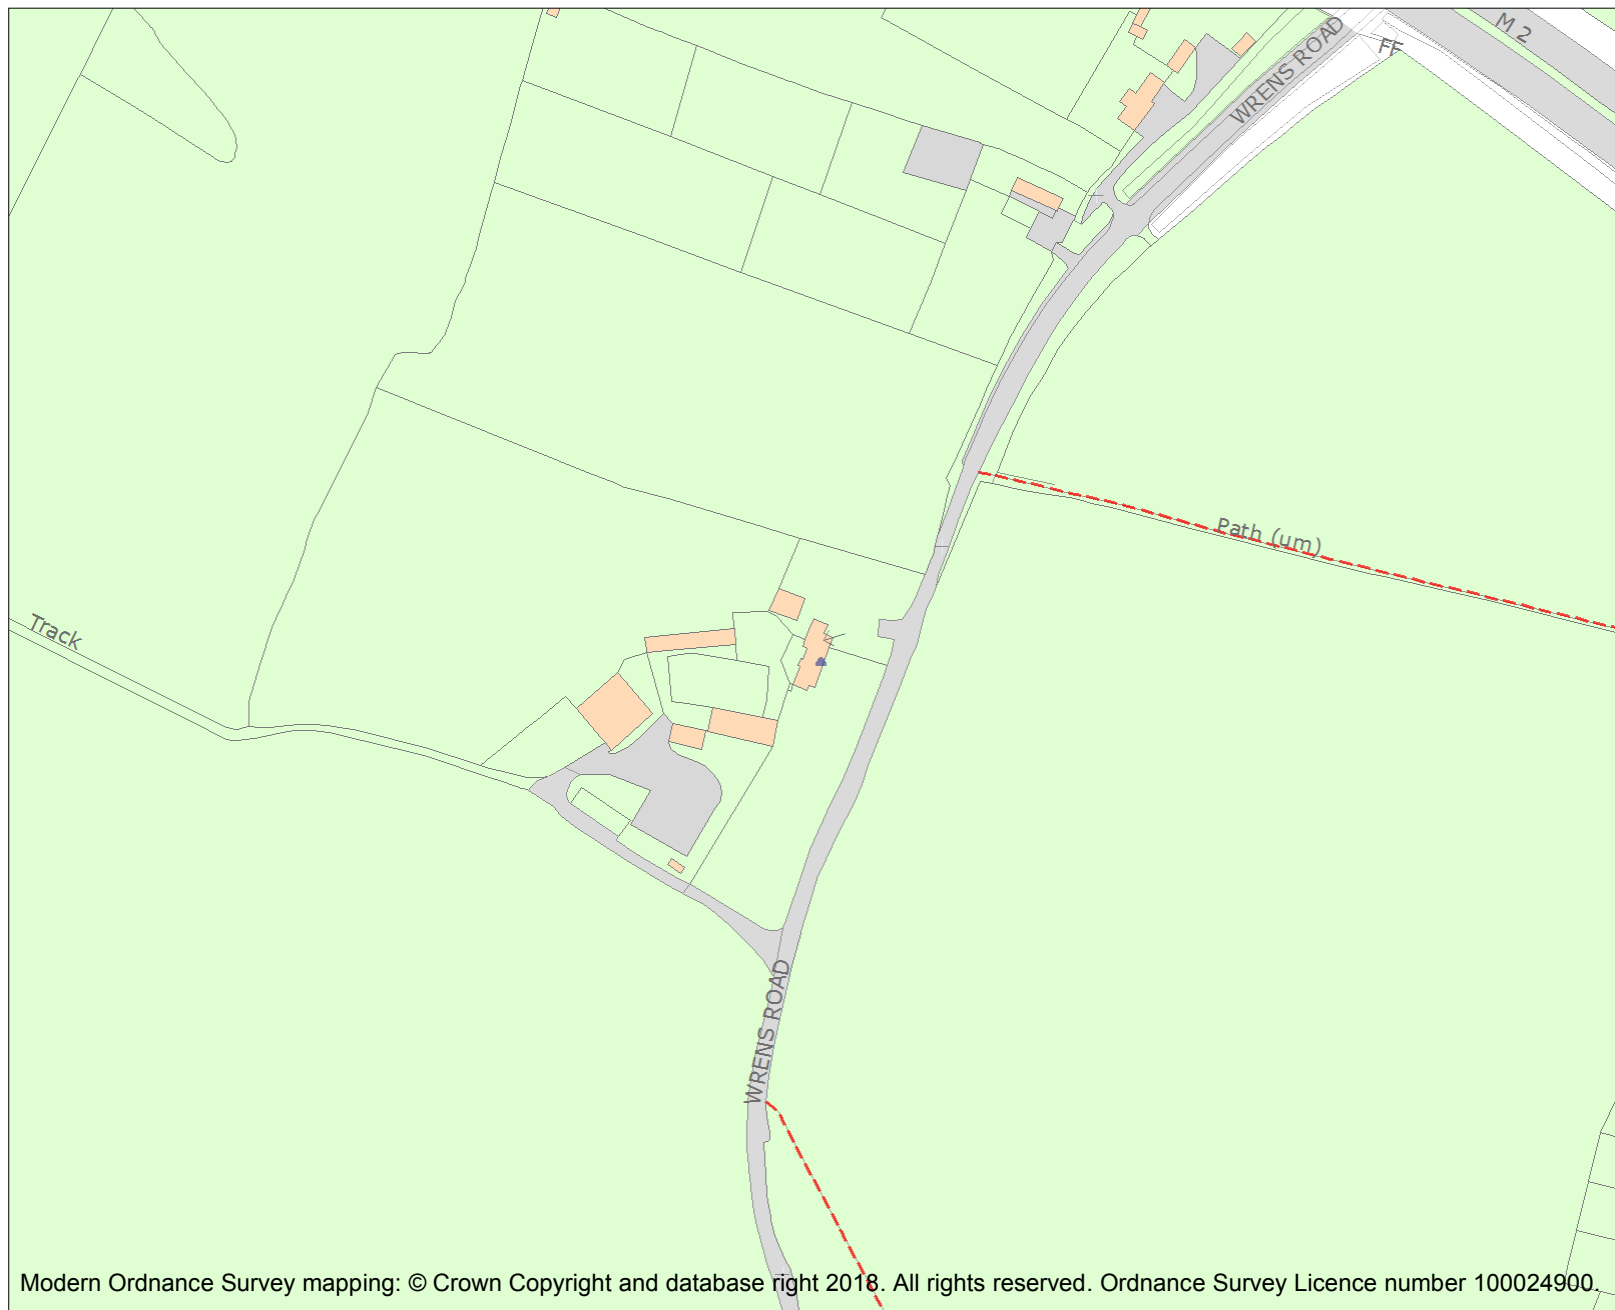 M 2
FF
WRENS ROAD
Path (um)
Track
WRENS ROAD
Modern Ordnance Survey mapping: © Crown Copyright and database right 2018. All rights reserved. Ordnance Survey Licence number 100024900.